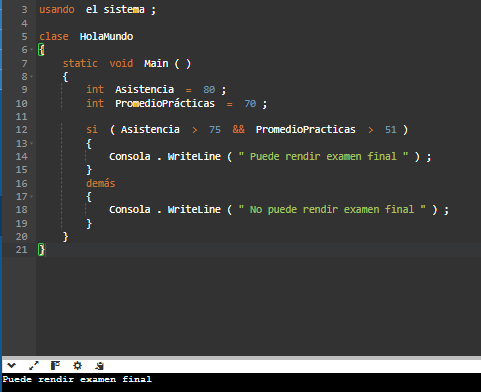 3 usando el sistema ;
4
5 clase HolaMundo
6 {
7 static void Main ( )
8 {
9 int Asistencia = 80 ;
10 int PromedioPrácticas = 70 ;
11
12 si ( Asistencia > 75 && PromedioPracticas > 51 )
13 {
14 Consola . WriteLine ( " Puede rendir examen final " ) ;
15 }
16 demás
17 {
18 Consola . WriteLine ( " No puede rendir examen final " ) ;
19 }
20 }
21 }
Puede rendir examen final